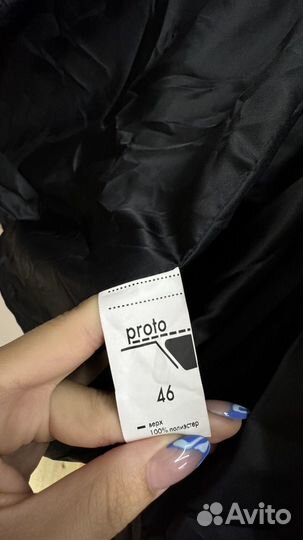 proto
46
— верх
100% полиэстер
Avito